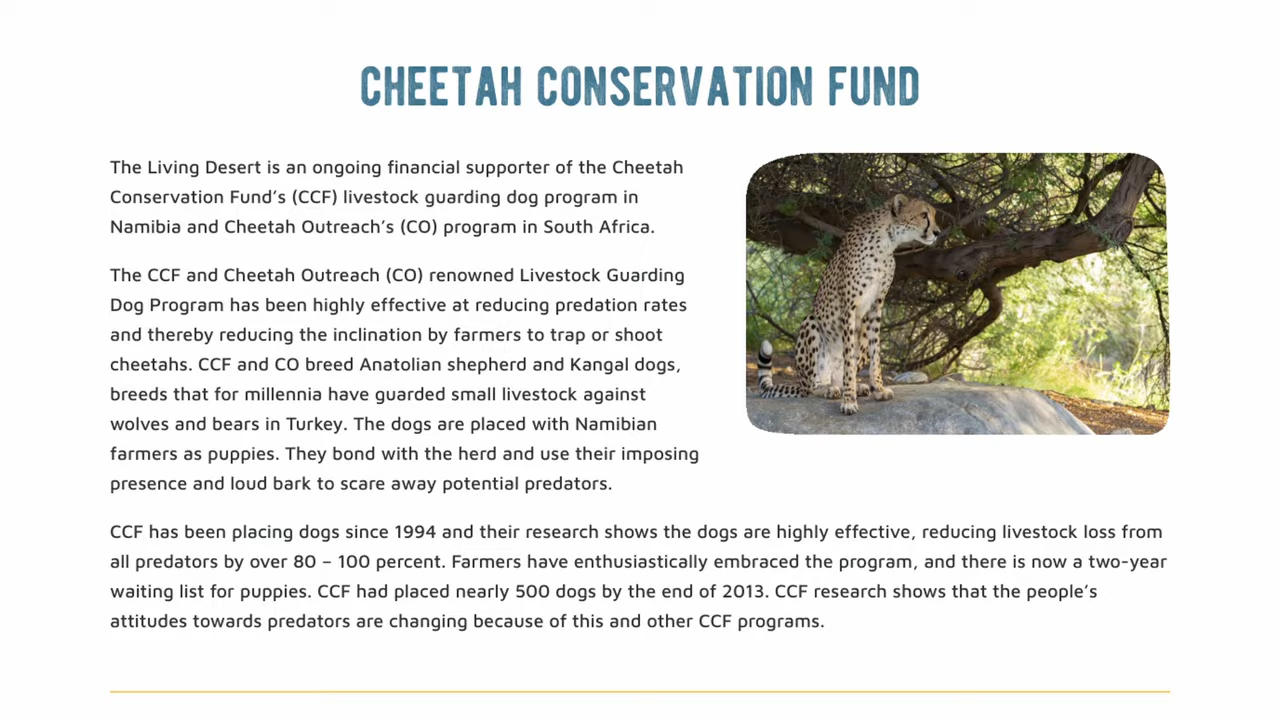 CHEETAH CONSERVATION FUND
The Living Desert is an ongoing financial supporter of the Cheetah
Conservation Fund's (CCF) livestock guarding dog program in
Namibia and Cheetah Outreach's (CO) program in South Africa.
The CCF and Cheetah Outreach (CO) renowned Livestock Guarding
Dog Program has been highly effective at reducing predation rates
and thereby reducing the inclination by farmers to trap or shoot
cheetahs. CCF and CO breed Anatolian shepherd and Kangal dogs,
breeds that for millennia have guarded small livestock against
wolves and bears in Turkey. The dogs are placed with Namibian
farmers as puppies. They bond with the herd and use their imposing
presence and loud bark to scare away potential predators.
CCF has been placing dogs since 1994 and their research shows the dogs are highly effective, reducing livestock loss from
all predators by over 80 – 100 percent. Farmers have enthusiastically embraced the program, and there is now a two-year
waiting list for puppies. CCF had placed nearly 500 dogs by the end of 2013. CCF research shows that the people's
attitudes towards predators are changing because of this and other CCF programs.